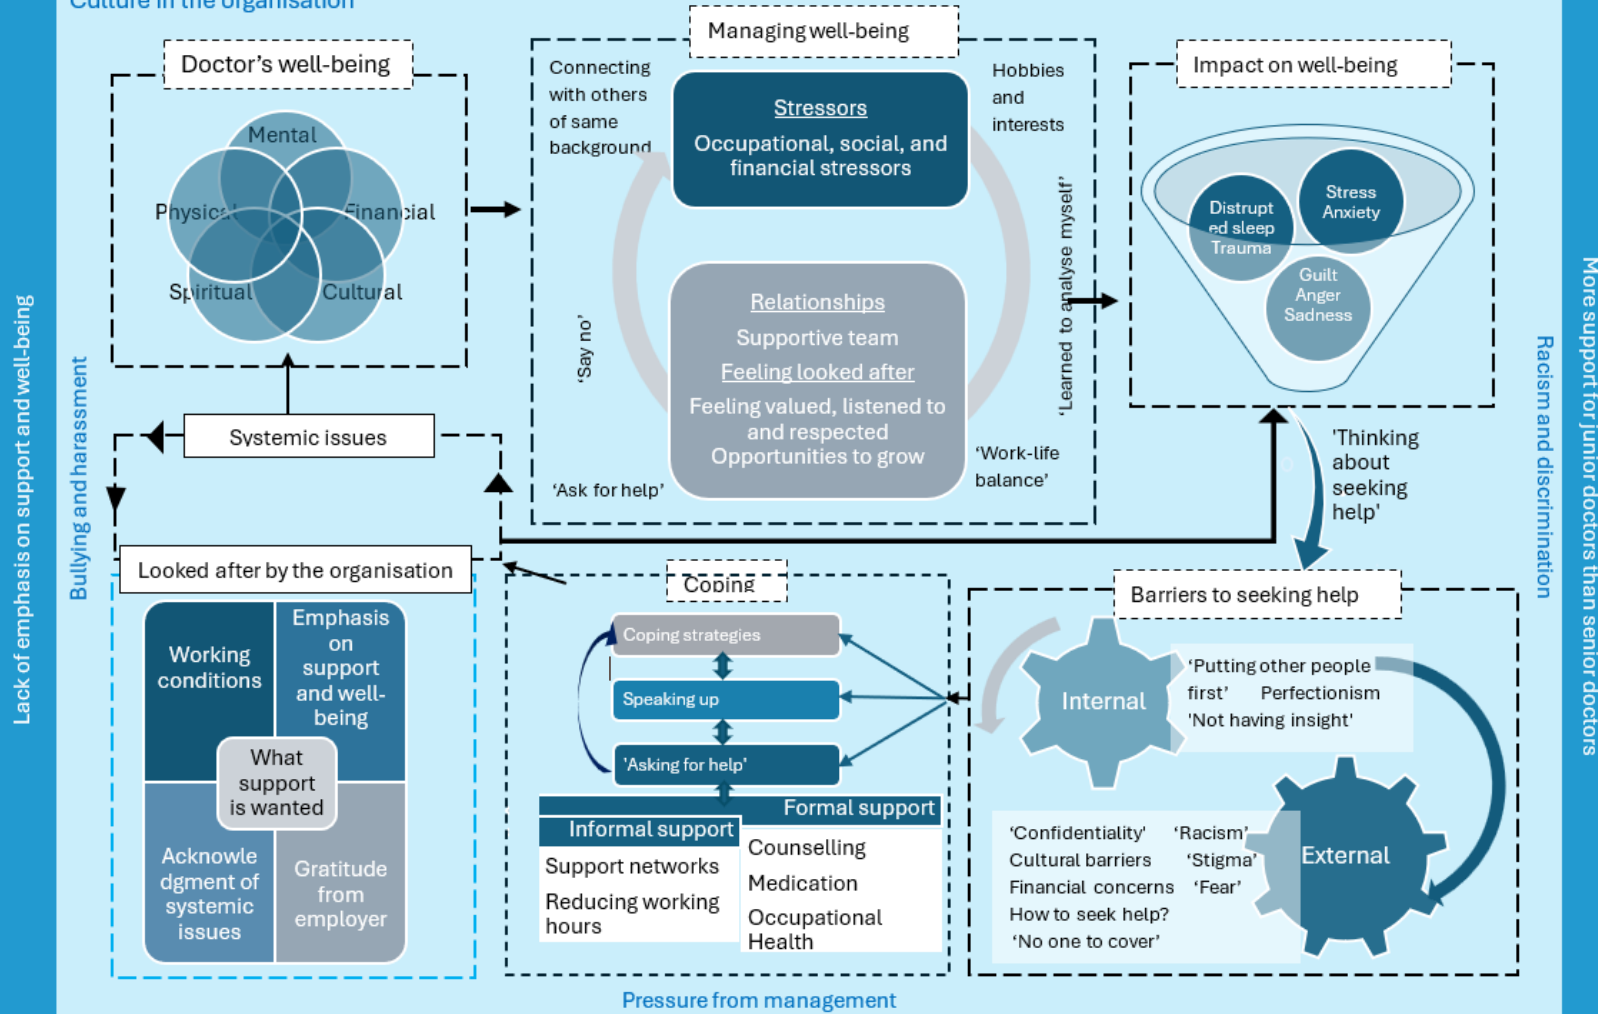 Culture in the organisation
Lack of emphasis on support and well-being
Bullying and harassment
Doctor's well-being
Mental
Physical
Financial
Spiritual
Cultural
Systemic issues
Managing well-being
Connecting
with others
of same
background
Hobbies
and
interests
Stressors
Occupational, social, and
financial stressors
Relationships
Supportive team
Feeling looked after
Feeling valued, listened to
and respected
Opportunities to grow
‘Say no’
‘Learned to analyse myself’
‘Ask for help’
‘Work-life
balance’
Impact on well-being
Distrupt
ed sleep
Trauma
Stress
Anxiety
Guilt
Anger
Sadness
'Thinking
about
seeking
help'
Racism and discrimination
More support for junior doctors than senior doctors
Looked after by the organisation
Working
conditions
Emphasis
on
support
and well-
being
What
support
is wanted
Acknowle
dgment of
systemic
issues
Gratitude
from
employer
Coping
Coping strategies
Speaking up
'Asking for help'
Formal support
Informal support
Support networks
Reducing working
hours
Counselling
Medication
Occupational
Health
Barriers to seeking help
Internal
‘Putting other people
first’ Perfectionism
'Not having insight'
External
‘Confidentiality' ‘Racism’
Cultural barriers ‘Stigma’
Financial concerns ‘Fear’
How to seek help?
‘No one to cover’
Pressure from management